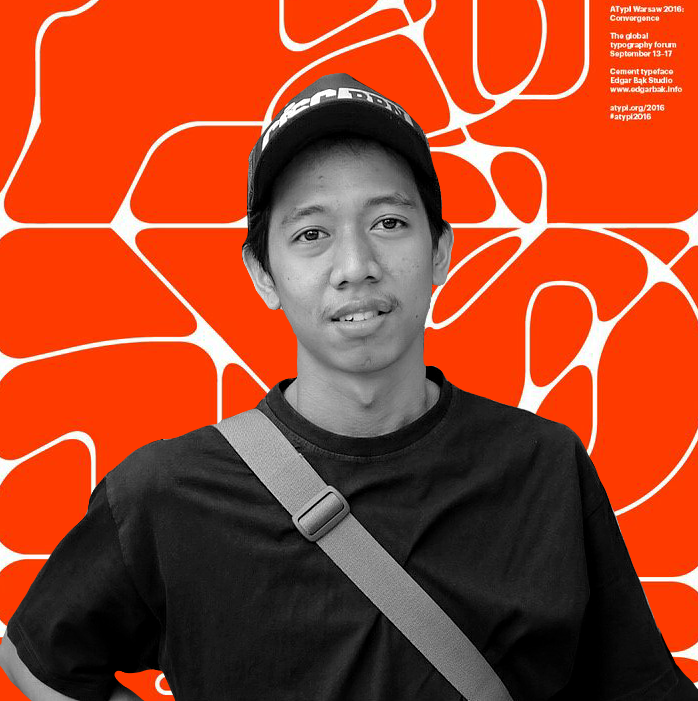 ATypI Warsaw 2016:
Convergence
The global
typography forum
September 13–17
Cement typeface
Edgar Bąk Studio
www.edgarbak.info
atypi.org/2016
#atypi2016